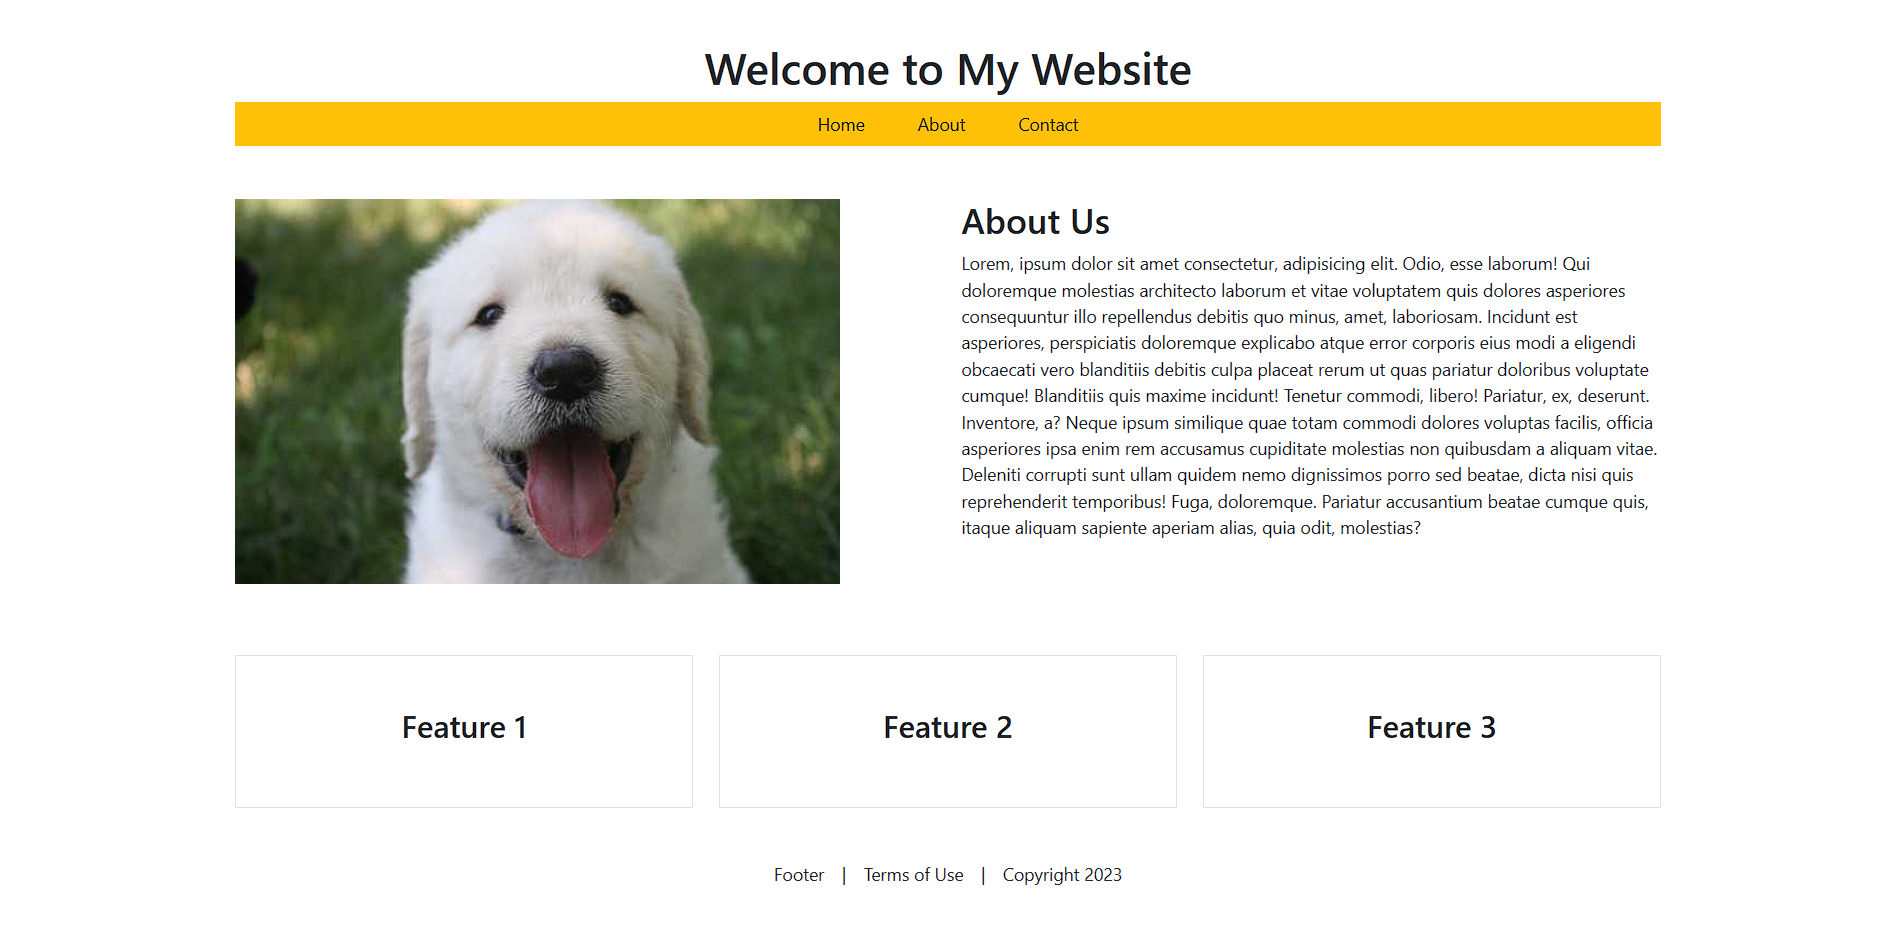 Welcome to My Website
Home About Contact
About Us
Lorem, ipsum dolor sit amet consectetur, adipisicing elit. Odio, esse laborum! Qui
doloremque molestias architecto laborum et vitae voluptatem quis dolores asperiores
consequuntur illo repellendus debitis quo minus, amet, laboriosam. Incidunt est
asperiores, perspiciatis doloremque explicabo atque error corporis eius modi a eligendi
obcaecati vero blanditiis debitis culpa placeat rerum ut quas pariatur doloribus voluptate
cumque! Blanditiis quis maxime incidunt! Tenetur commodi, libero! Pariatur, ex, deserunt.
Inventore, a? Neque ipsum similique quae totam commodi dolores voluptas facilis, officia
asperiores ipsa enim rem accusamus cupiditate molestias non quibusdam a aliquam vitae.
Deleniti corrupti sunt ullam quidem nemo dignissimos porro sed beatae, dicta nisi quis
reprehenderit temporibus! Fuga, doloremque. Pariatur accusantium beatae cumque quis,
itaque aliquam sapiente aperiam alias, quia odit, molestias?
Feature 1
Feature 2
Feature 3
Footer | Terms of Use | Copyright 2023